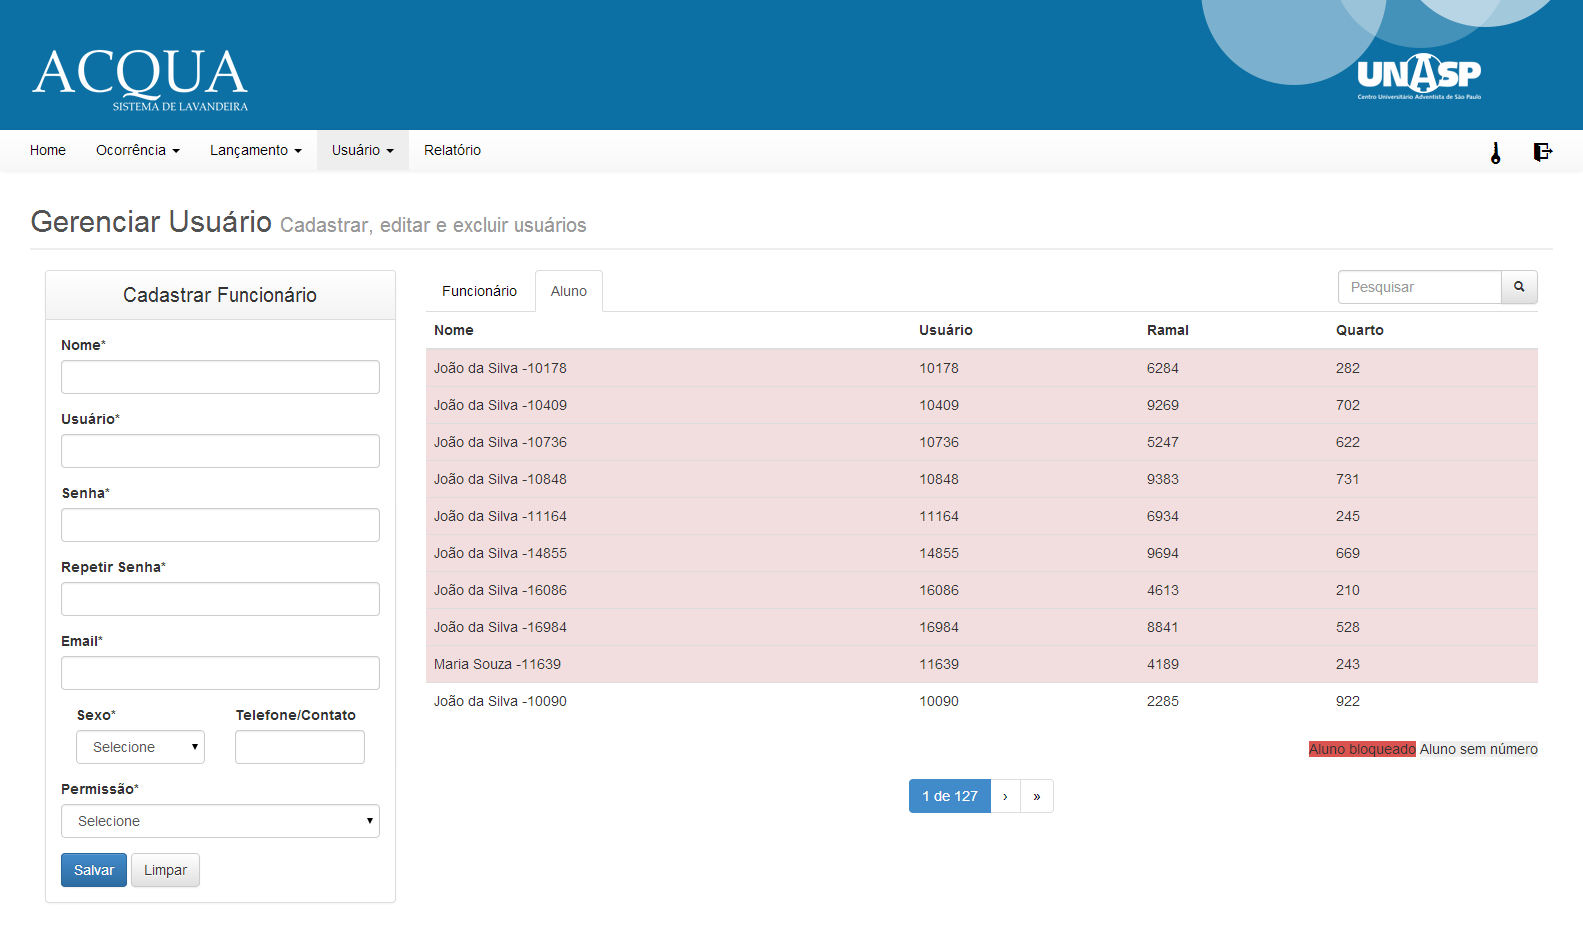 ACQUA
SISTEMA DE LAVANDEIRA
UNASP
Centro Universitário Adventista de São Paulo
Home Ocorrência Lançamento Usuário Relatório
Gerenciar Usuário Cadastrar, editar e excluir usuários
Cadastrar Funcionário
Nome*
Usuário*
Senha*
Repetir Senha*
Email*
Sexo* Telefone/Contato
Selecione
Permissão*
Selecione
Salvar Limpar
Funcionário Aluno Pesquisar
Nome Usuário Ramal Quarto
João da Silva -10178 10178 6284 282
João da Silva -10409 10409 9269 702
João da Silva -10736 10736 5247 622
João da Silva -10848 10848 9383 731
João da Silva -11164 11164 6934 245
João da Silva -14855 14855 9694 669
João da Silva -16086 16086 4613 210
João da Silva -16984 16984 8841 528
Maria Souza -11639 11639 4189 243
João da Silva -10090 10090 2285 922
Aluno bloqueado Aluno sem número
1 de 127 › »